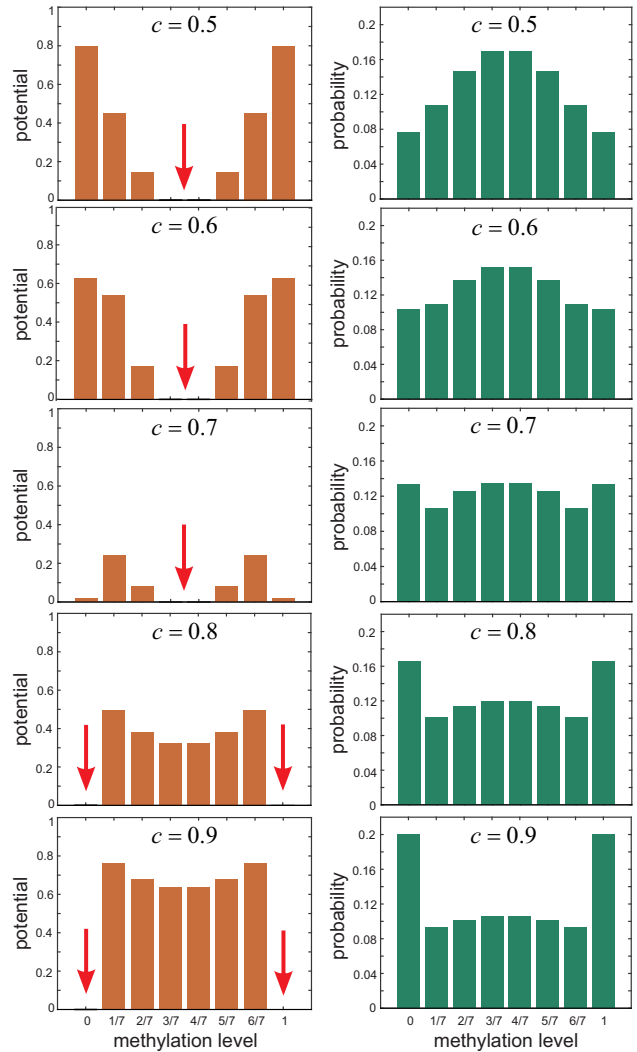 c = 0.5
potential
1
0.8
0.6
0.4
0.2
0
c = 0.5
probability
0.2
0.16
0.12
0.08
0.04
0
c = 0.6
potential
1
0.8
0.6
0.4
0.2
0
c = 0.6
probability
0.2
0.16
0.12
0.08
0.04
0
c = 0.7
potential
1
0.8
0.6
0.4
0.2
0
c = 0.7
probability
0.2
0.16
0.12
0.08
0.04
0
c = 0.8
potential
1
0.8
0.6
0.4
0.2
0
c = 0.8
probability
0.2
0.16
0.12
0.08
0.04
0
c = 0.9
potential
1
0.8
0.6
0.4
0.2
0
0 1/7 2/7 3/7 4/7 5/7 6/7 1
methylation level
c = 0.9
probability
0.2
0.16
0.12
0.08
0.04
0
0 1/7 2/7 3/7 4/7 5/7 6/7 1
methylation level